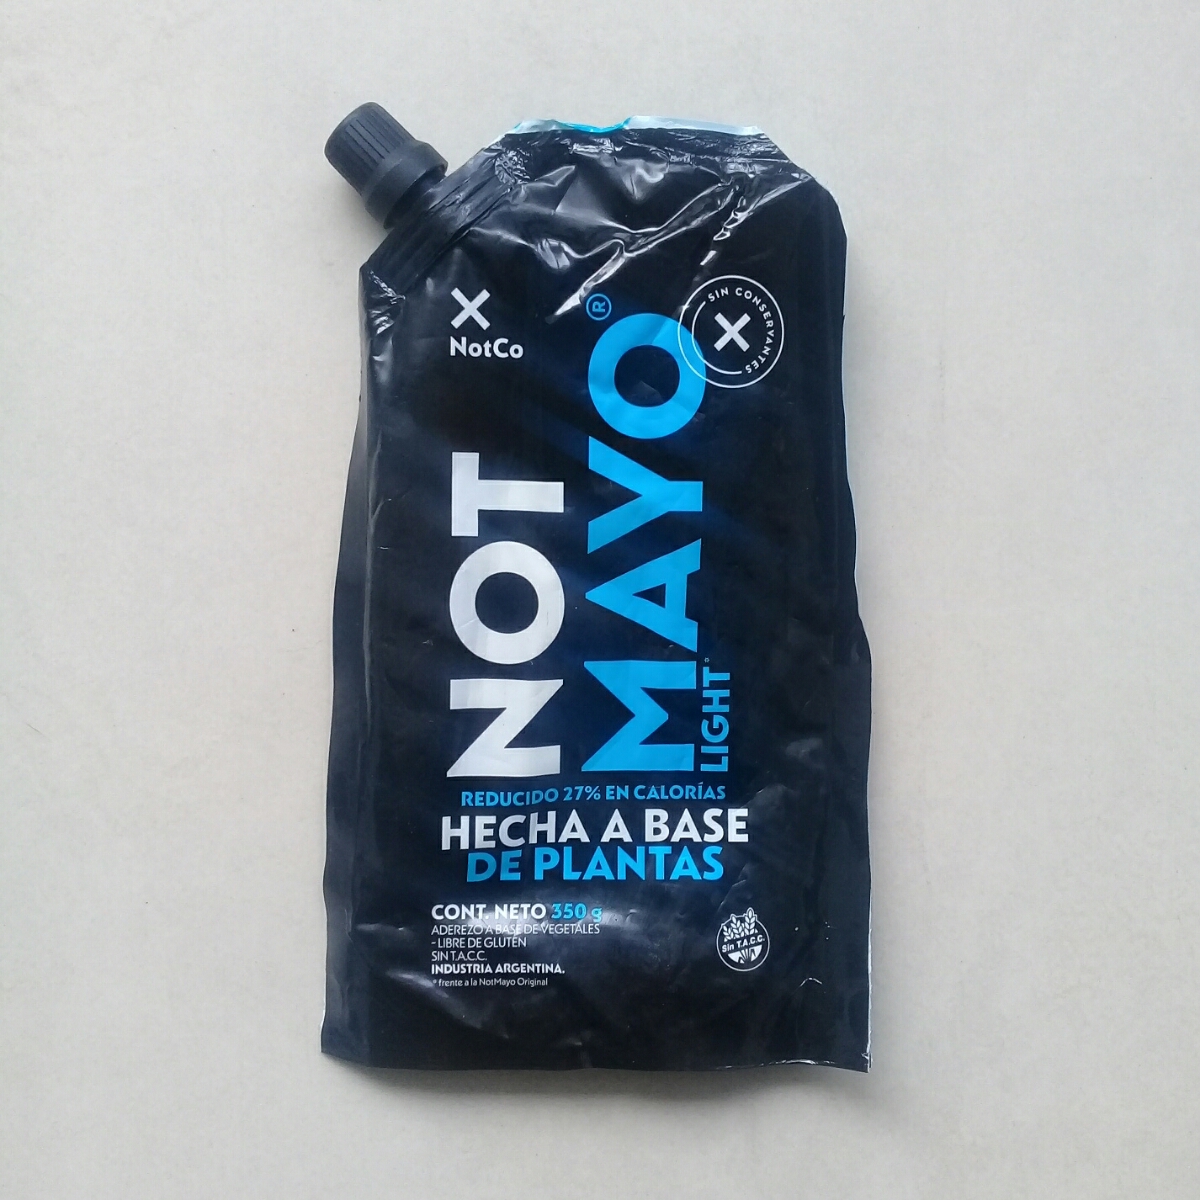 NotCo
SIN CONSERVANTES
NOT
MAYO®
LIGHT°
REDUCIDO 27% EN CALORÍAS
HECHA A BASE
DE PLANTAS
CONT. NETO 350 g
ADEREZO A BASE DE VEGETALES
- LIBRE DE GLUTEN
SIN T.A.C.C.
INDUSTRIA ARGENTINA.
° frente a la NotMayo Original
Sin T.A.C.C.